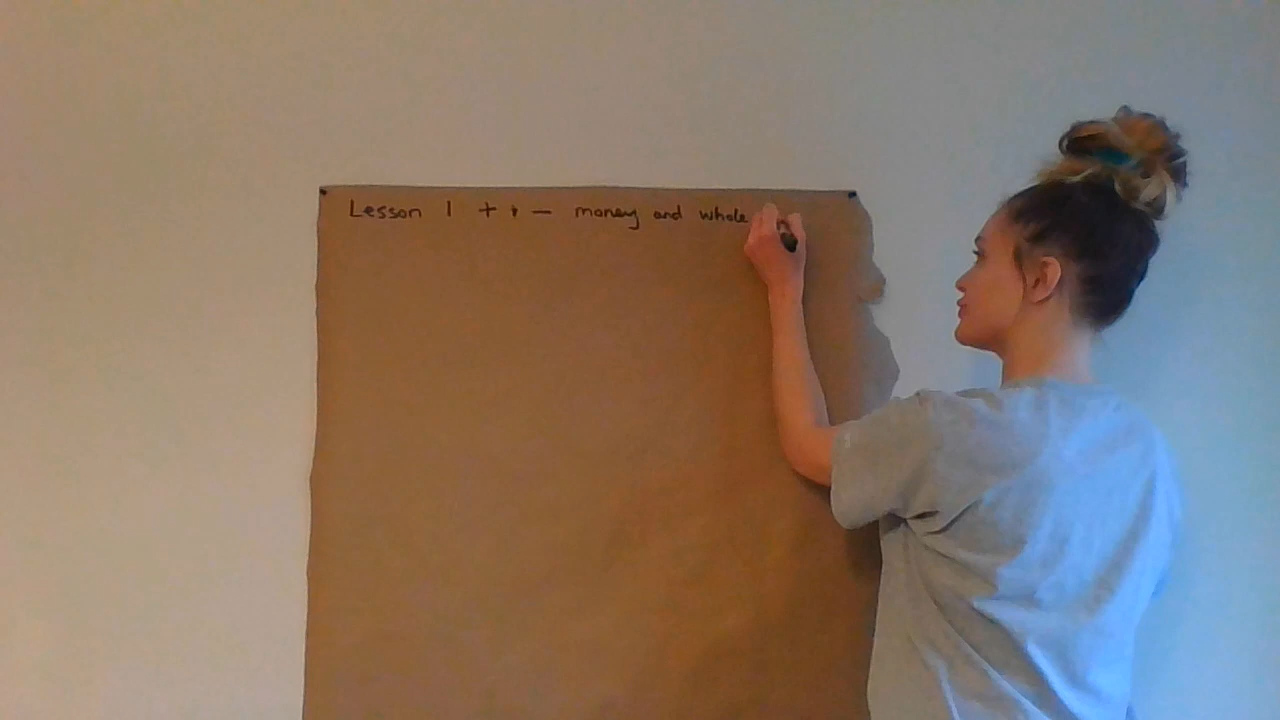 Lesson 1 + + - money and whole